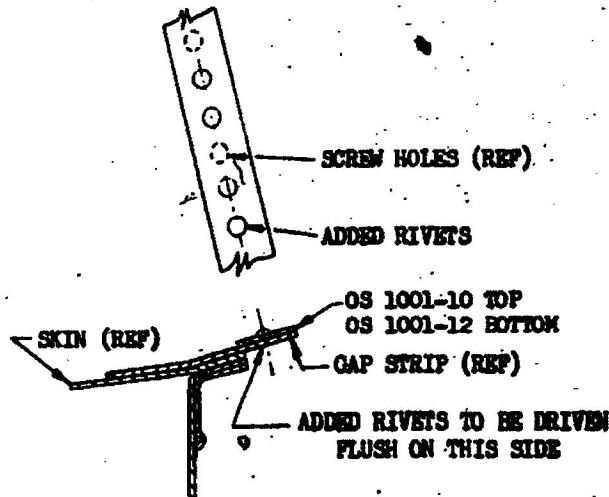 SCREW HOLES (REF)
ADDED RIVETS
OS 1001-10 TOP
OS 1001-12 BOTTOM
SKIN (REF)
GAP STRIP (REF)
ADDED RIVETS TO BE DRIVEN
FLUSH ON THIS SIDE